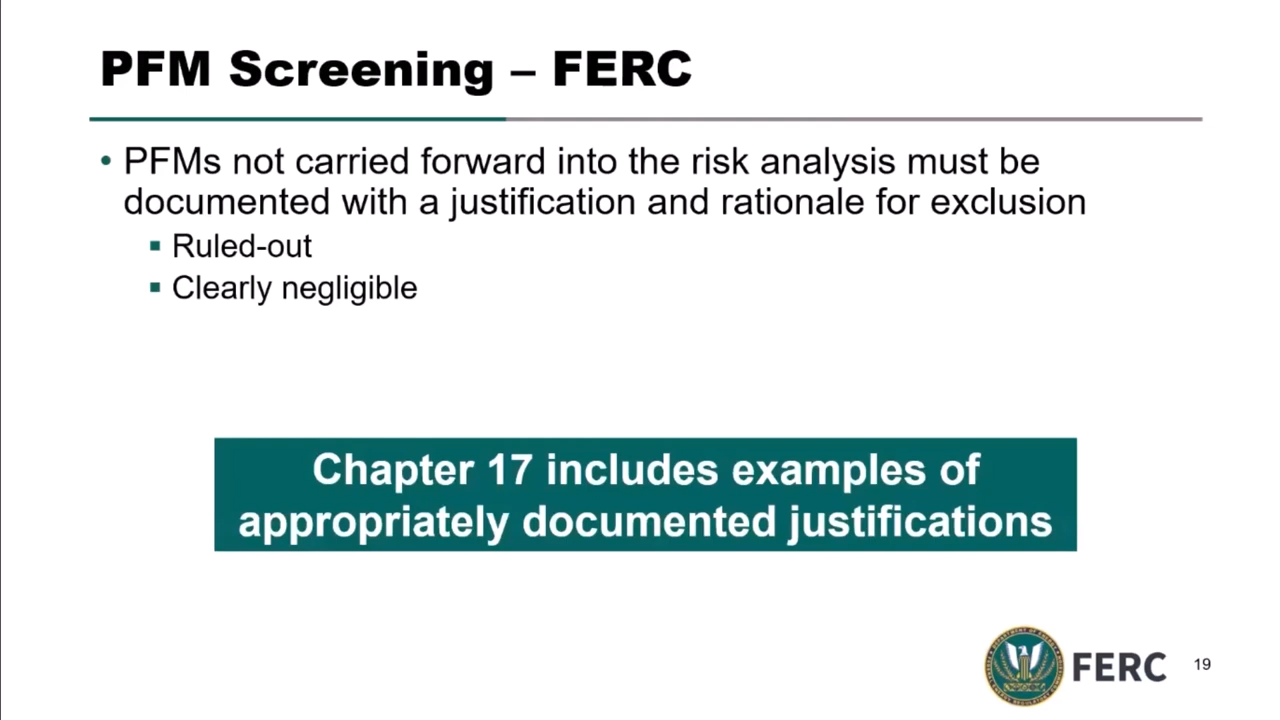 PFM Screening – FERC
• PFMs not carried forward into the risk analysis must be
documented with a justification and rationale for exclusion
▪ Ruled-out
▪ Clearly negligible
Chapter 17 includes examples of
appropriately documented justifications
FERC
19